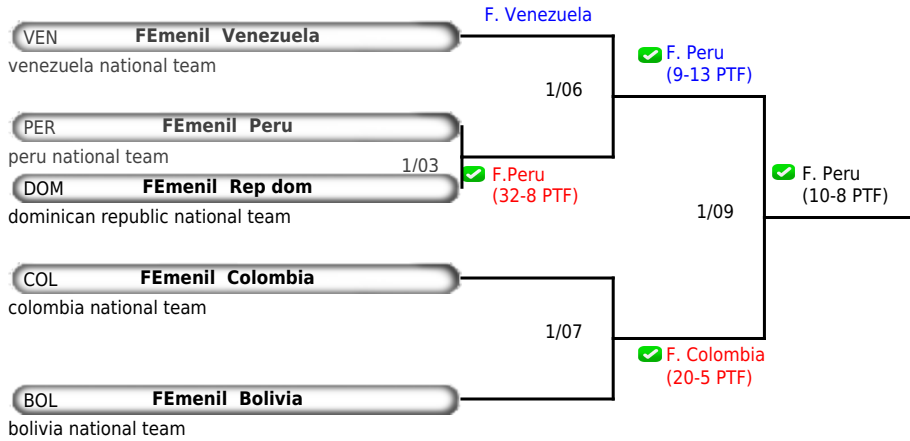 F. Venezuela
VEN FEmenil Venezuela
venezuela national team
F. Peru
(9-13 PTF)
1/06
PER FEmenil Peru
peru national team
1/03
F.Peru
(32-8 PTF)
DOM FEmenil Rep dom
dominican republic national team
F. Peru
(10-8 PTF)
1/09
COL FEmenil Colombia
colombia national team
1/07
F. Colombia
(20-5 PTF)
BOL FEmenil Bolivia
bolivia national team